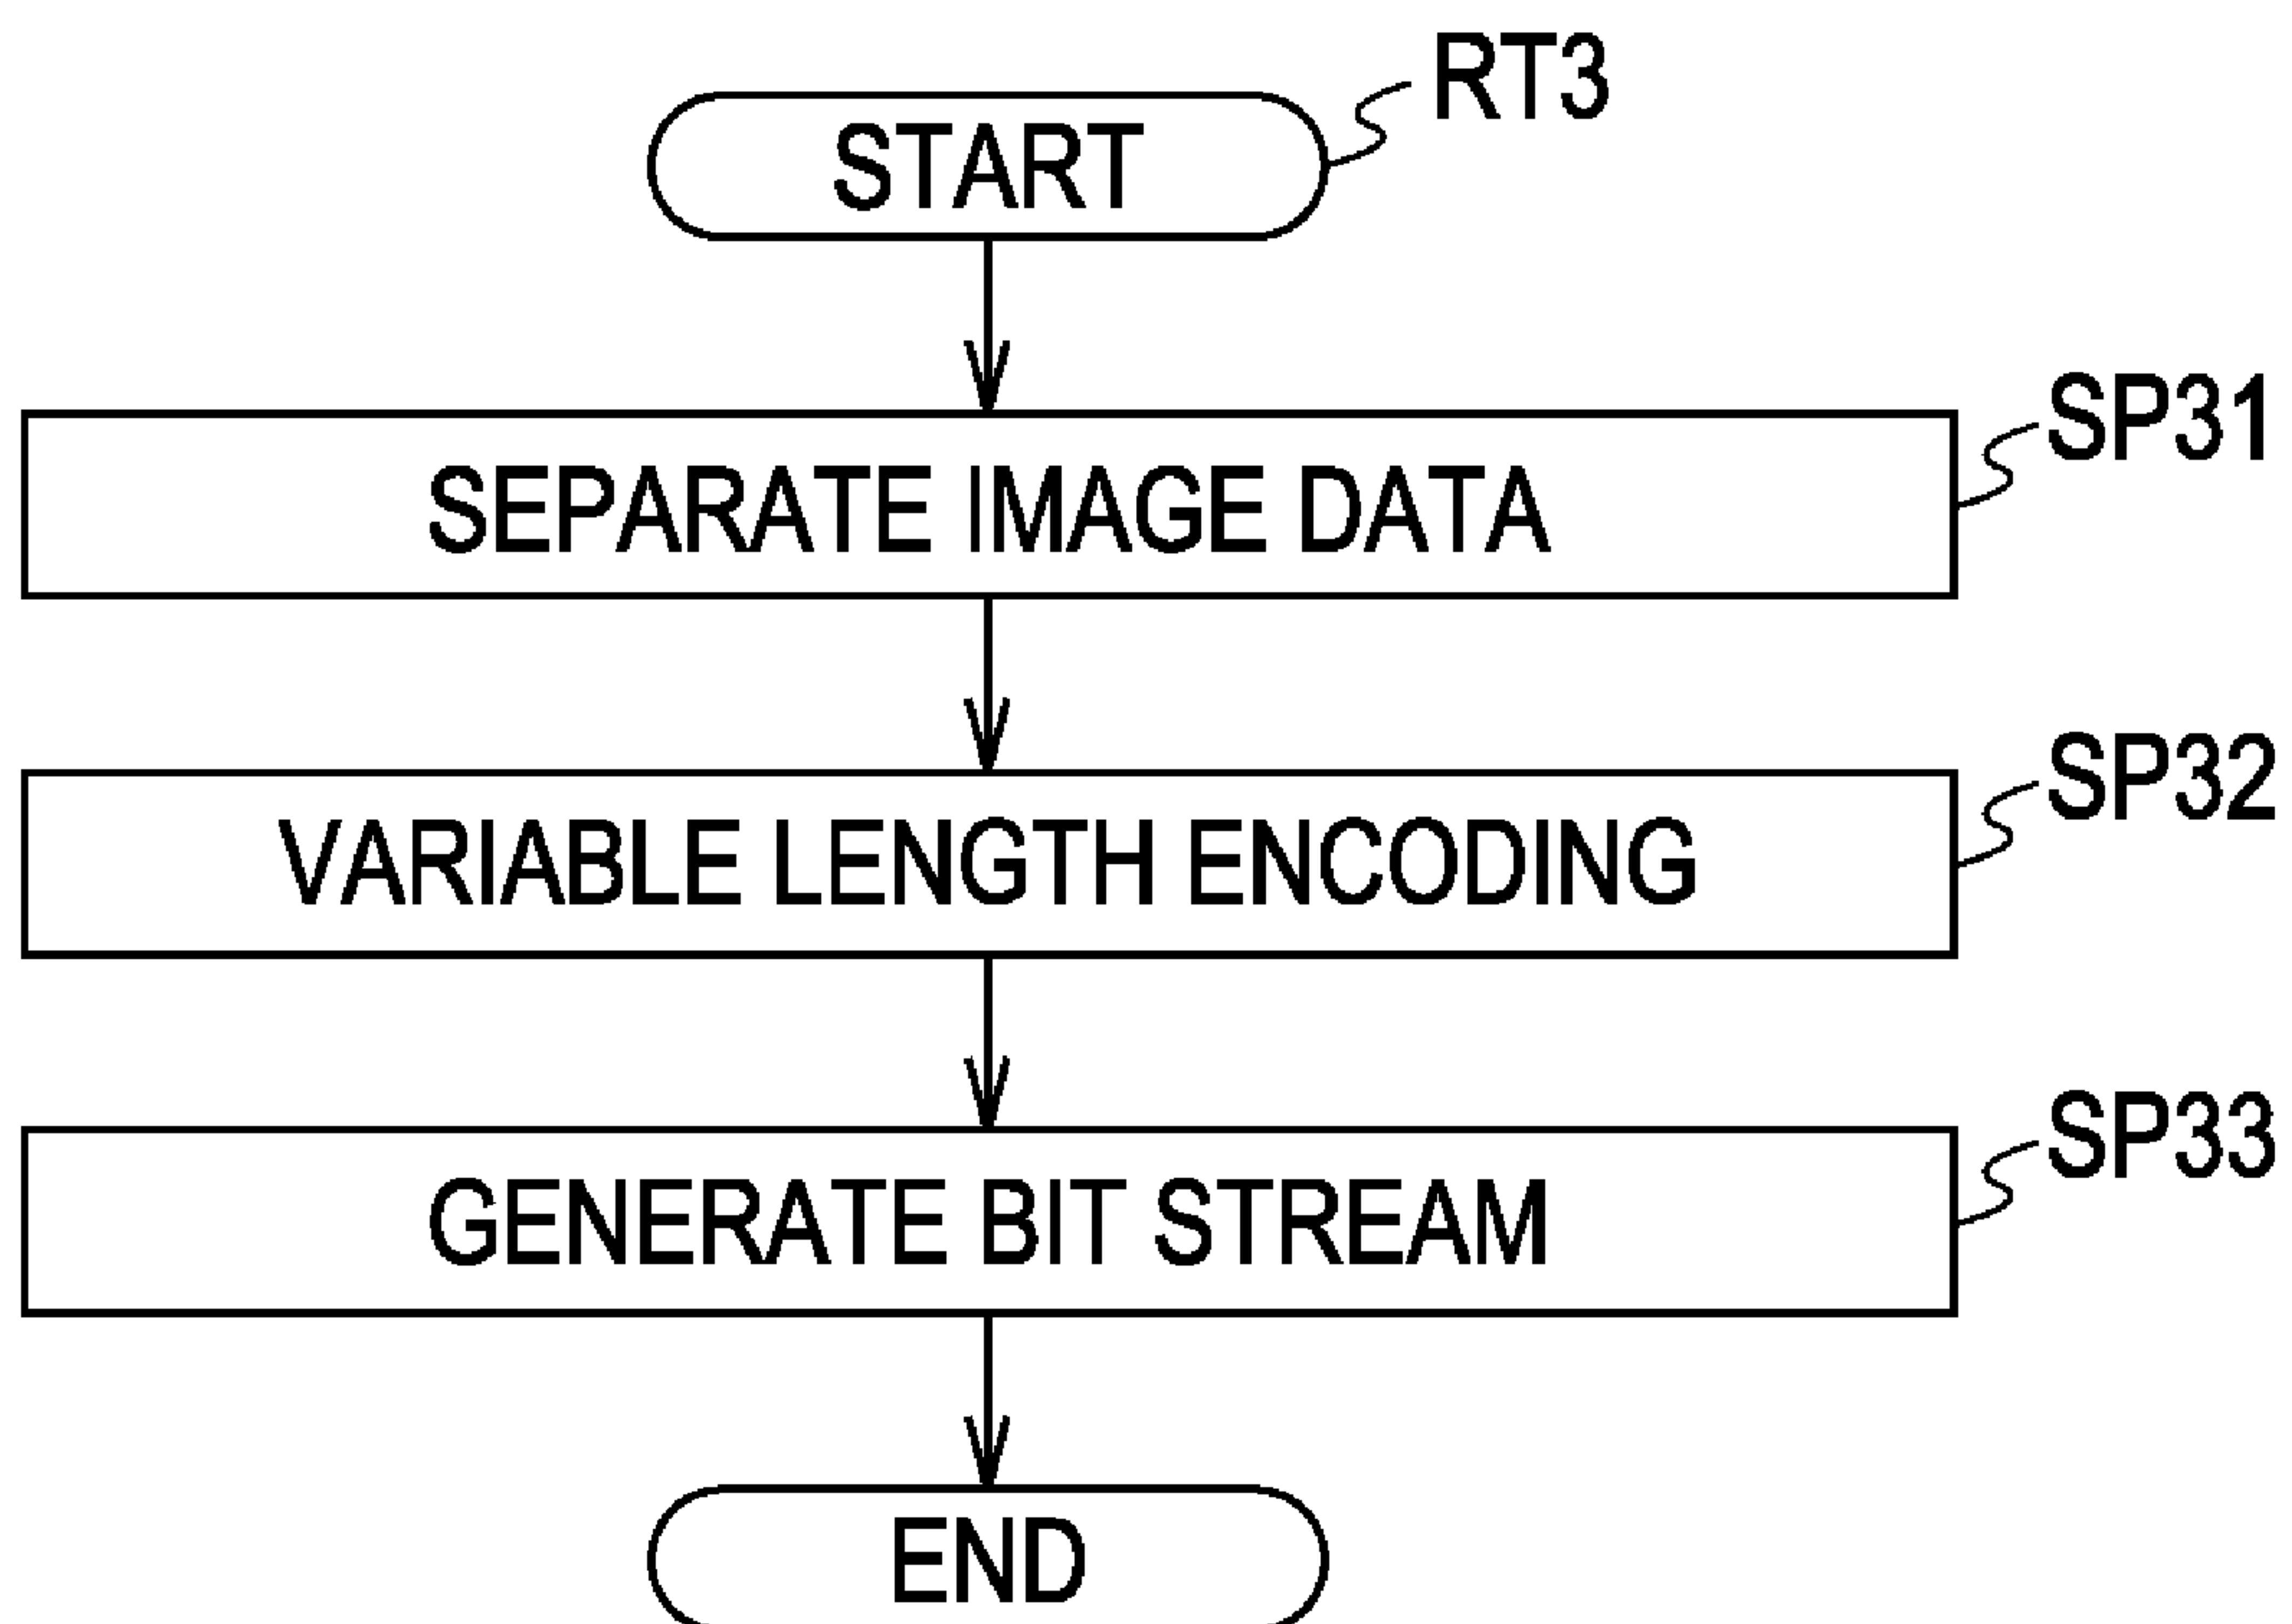 RT3
START
SP31
SEPARATE IMAGE DATA
SP32
VARIABLE LENGTH ENCODING
SP33
GENERATE BIT STREAM
END